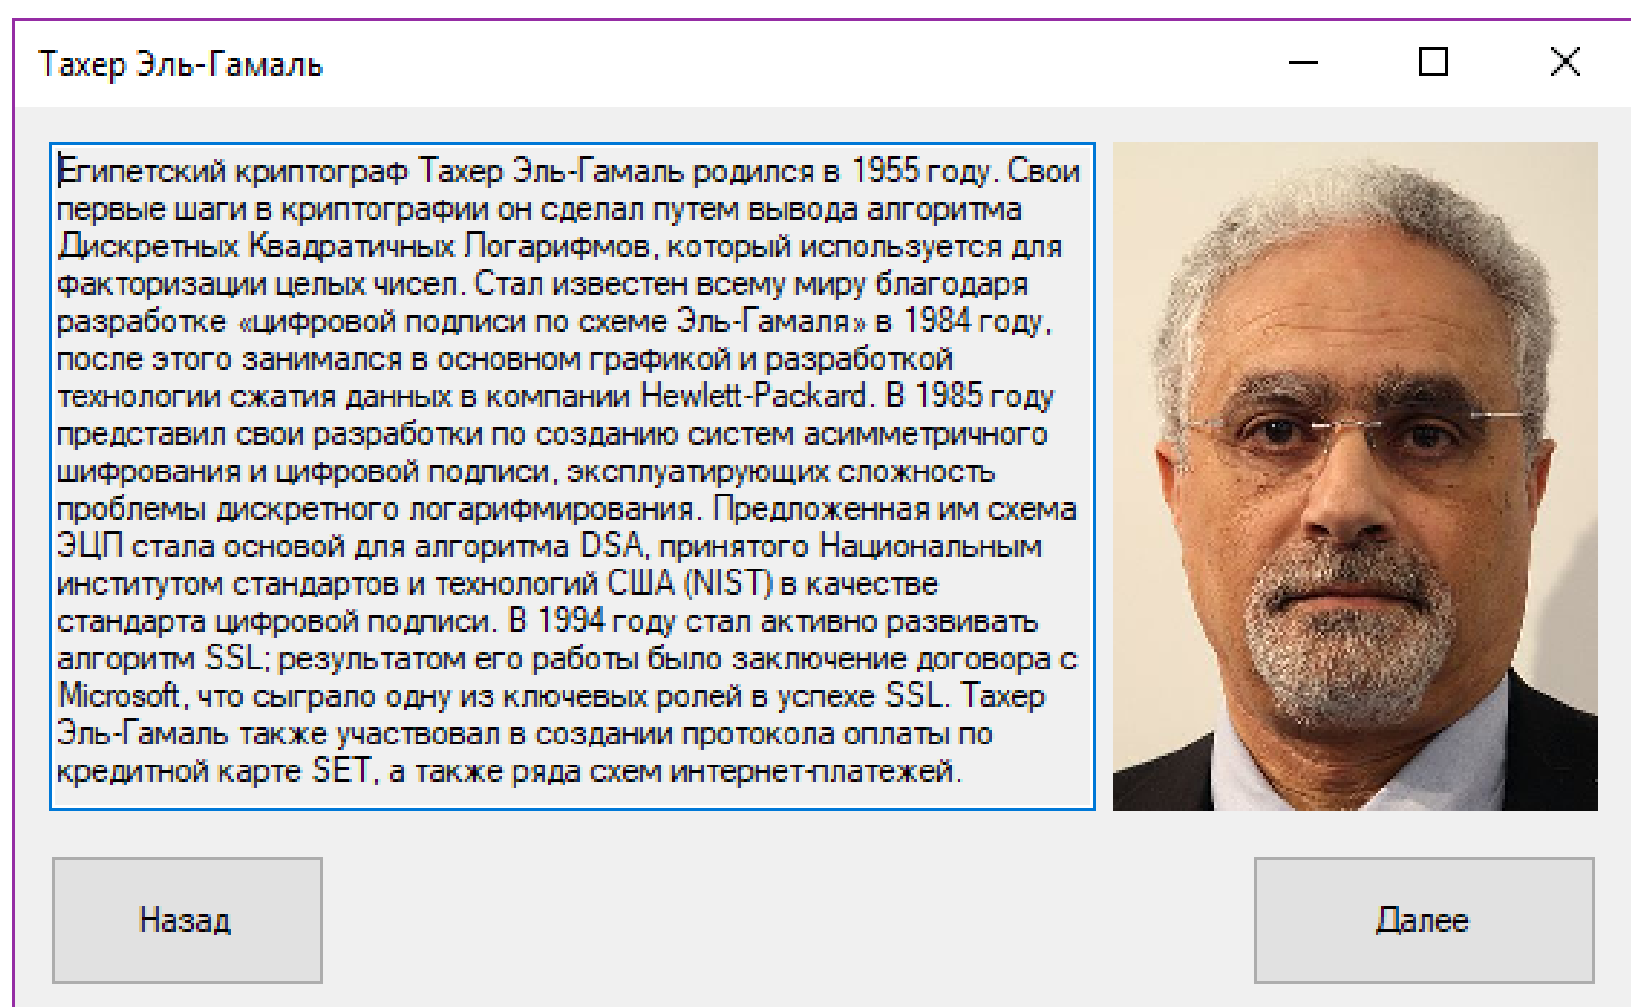 Тахер Эль-Гамаль
Египетский криптограф Тахер Эль-Гамаль родился в 1955 году. Свои
первые шаги в криптографии он сделал путем вывода алгоритма
Дискретных Квадратичных Логарифмов, который используется для
факторизации целых чисел. Стал известен всему миру благодаря
разработке «цифровой подписи по схеме Эль-Гамаля» в 1984 году,
после этого занимался в основном графикой и разработкой
технологии сжатия данных в компании Hewlett-Packard. В 1985 году
представил свои разработки по созданию систем асимметричного
шифрования и цифровой подписи, эксплуатирующих сложность
проблемы дискретного логарифмирования. Предложенная им схема
ЭЦП стала основой для алгоритма DSA, принятого Национальным
институтом стандартов и технологий США (NIST) в качестве
стандарта цифровой подписи. В 1994 году стал активно развивать
алгоритм SSL; результатом его работы было заключение договора с
Microsoft, что сыграло одну из ключевых ролей в успехе SSL. Тахер
Эль-Гамаль также участвовал в создании протокола оплаты по
кредитной карте SET, а также ряда схем интернет-платежей.
Назад
Далее